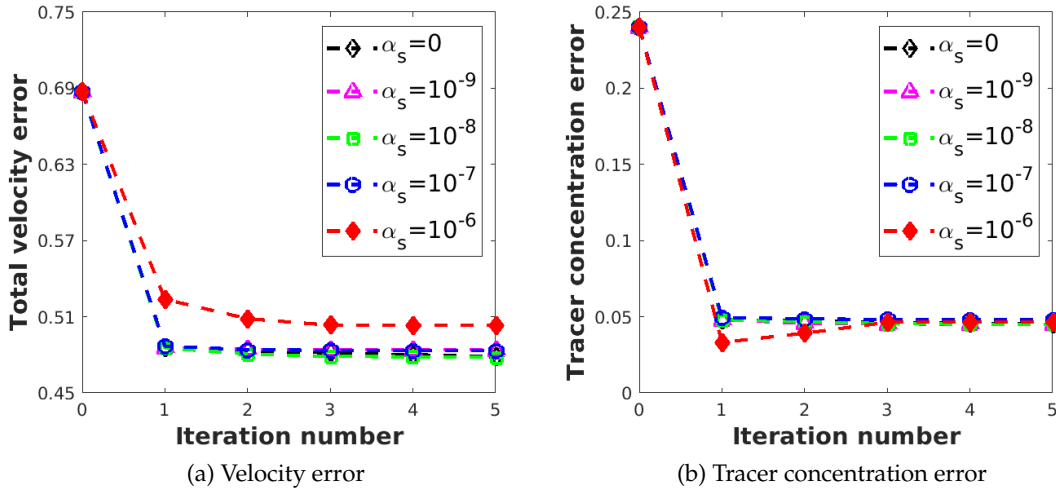 0.75
0.69
0.63
0.57
0.51
0.45
Total velocity error
αs=0
αs=10-9
αs=10-8
αs=10-7
αs=10-6
0 1 2 3 4 5
Iteration number
(a) Velocity error
0.25
0.2
0.15
0.1
0.05
0
Tracer concentration error
αs=0
αs=10-9
αs=10-8
αs=10-7
αs=10-6
0 1 2 3 4 5
Iteration number
(b) Tracer concentration error